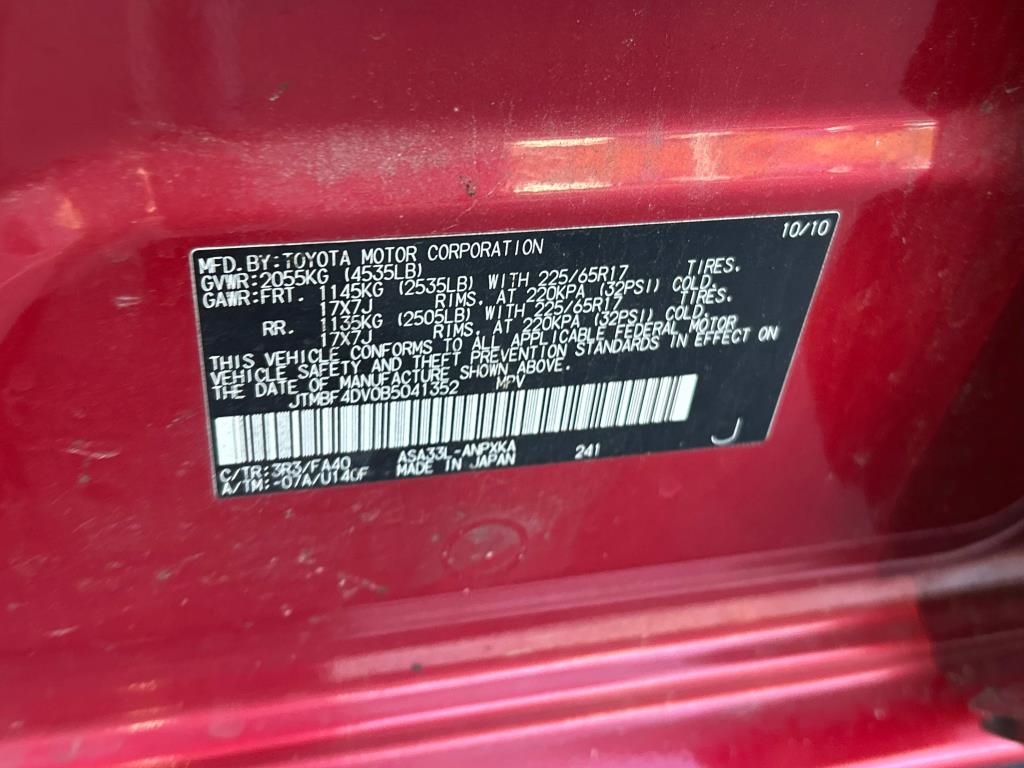 MFD. BY: TOYOTA MOTOR CORPORATION 10/10
GVWR: 2055KG (4535LB)
GAWR: FRT. 1145KG (2535LB) WITH 225/65R17 TIRES.
17X7J RIMS. AT 220KPA (32PSI) COLD.
RR. 1135KG (2505LB) WITH 225/65R17 TIRES.
17X7J RIMS. AT 220KPA (32PSI) COLD.
THIS VEHICLE CONFORMS TO ALL APPLICABLE FEDERAL MOTOR
VEHICLE SAFETY AND THEFT PREVENTION STANDARDS IN EFFECT ON
THE DATE OF MANUFACTURE SHOWN ABOVE.
JTMBF4DV0B5041352 MPV
C/TR: 3R3/FA40 ASA33L-ANPXKA 241 J
A/TM: -07A/U140F MADE IN JAPAN